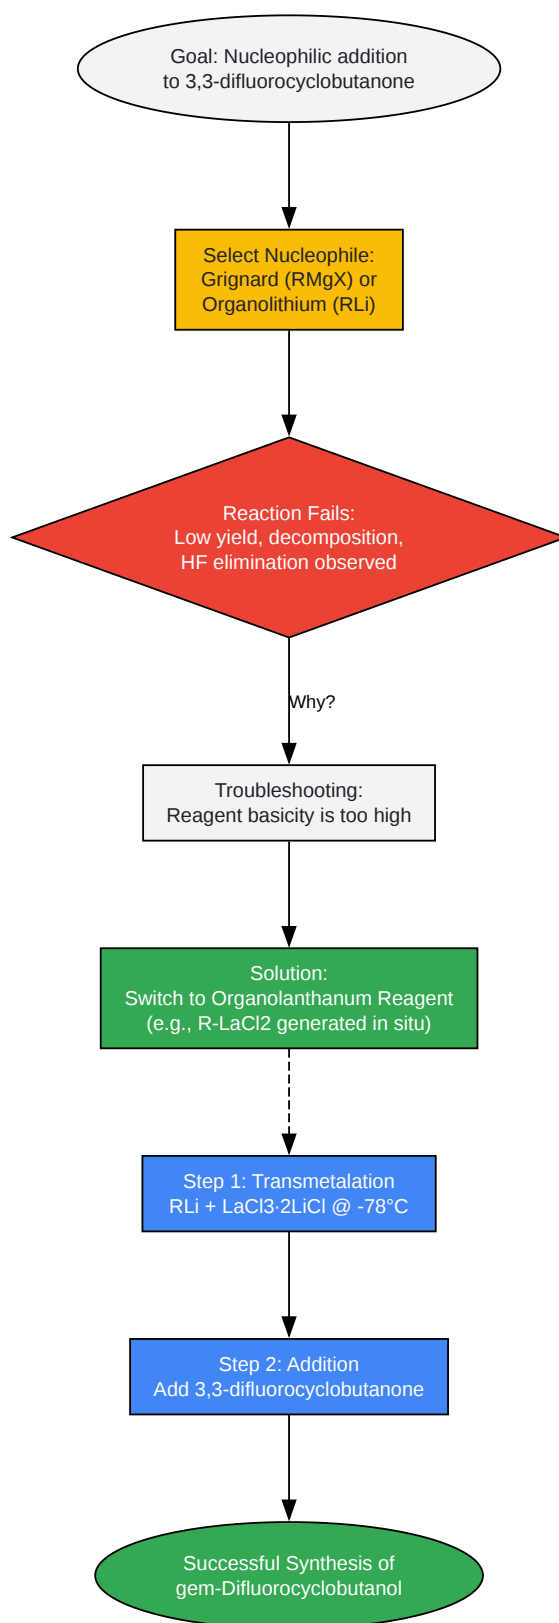 Goal: Nucleophilic addition
to 3,3-difluorocyclobutanone
Select Nucleophile:
Grignard (RMgX) or
Organolithium (RLi)
Reaction Fails:
Low yield, decomposition,
HF elimination observed
Why?
Troubleshooting:
Reagent basicity is too high
Solution:
Switch to Organolanthanum Reagent
(e.g., R-LaCl2 generated in situ)
Step 1: Transmetalation
RLi + LaCl3·2LiCl @ -78°C
Step 2: Addition
Add 3,3-difluorocyclobutanone
Successful Synthesis of
gem-Difluorocyclobutanol